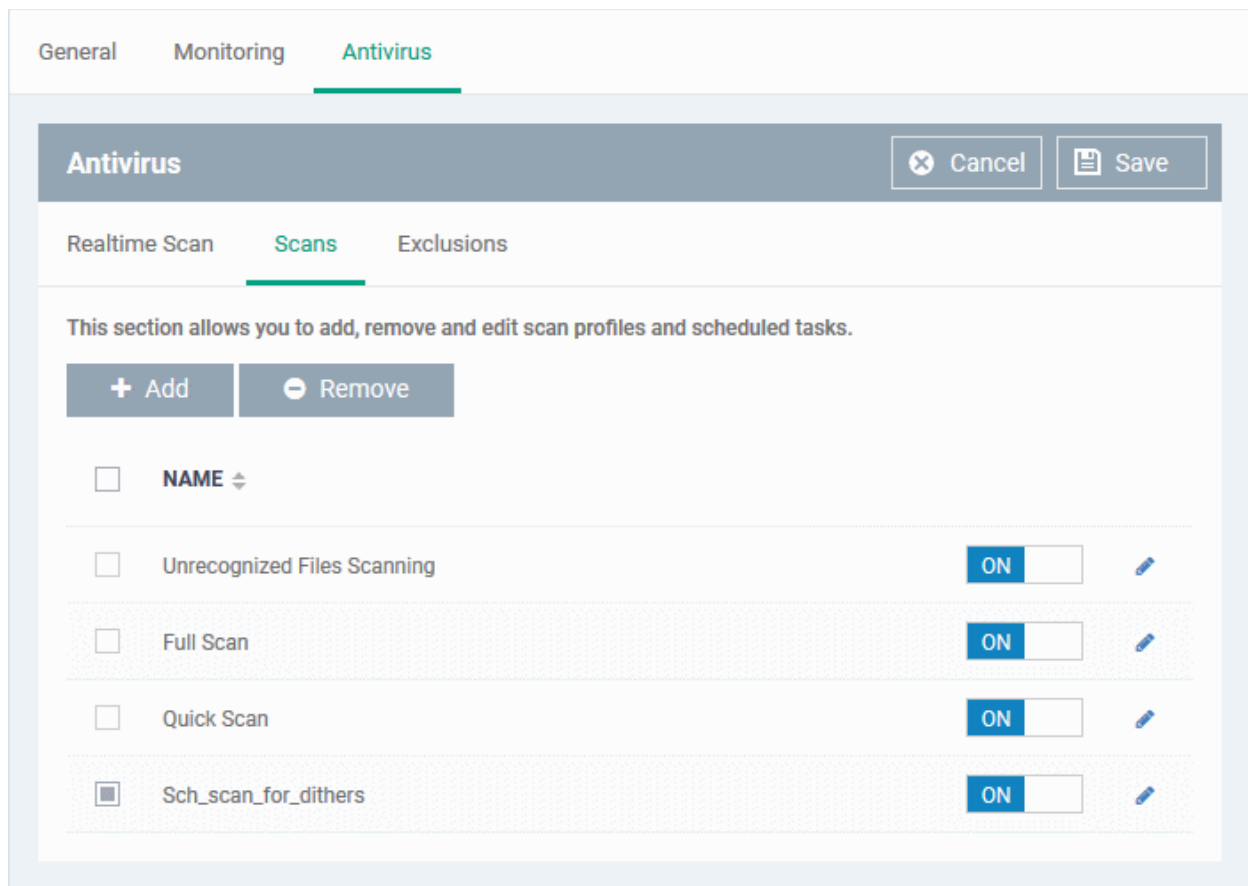 General Monitoring Antivirus
Antivirus Cancel Save
Realtime Scan Scans Exclusions
This section allows you to add, remove and edit scan profiles and scheduled tasks.
Add Remove
NAME
Unrecognized Files Scanning ON
Full Scan ON
Quick Scan ON
Sch_scan_for_dithers ON